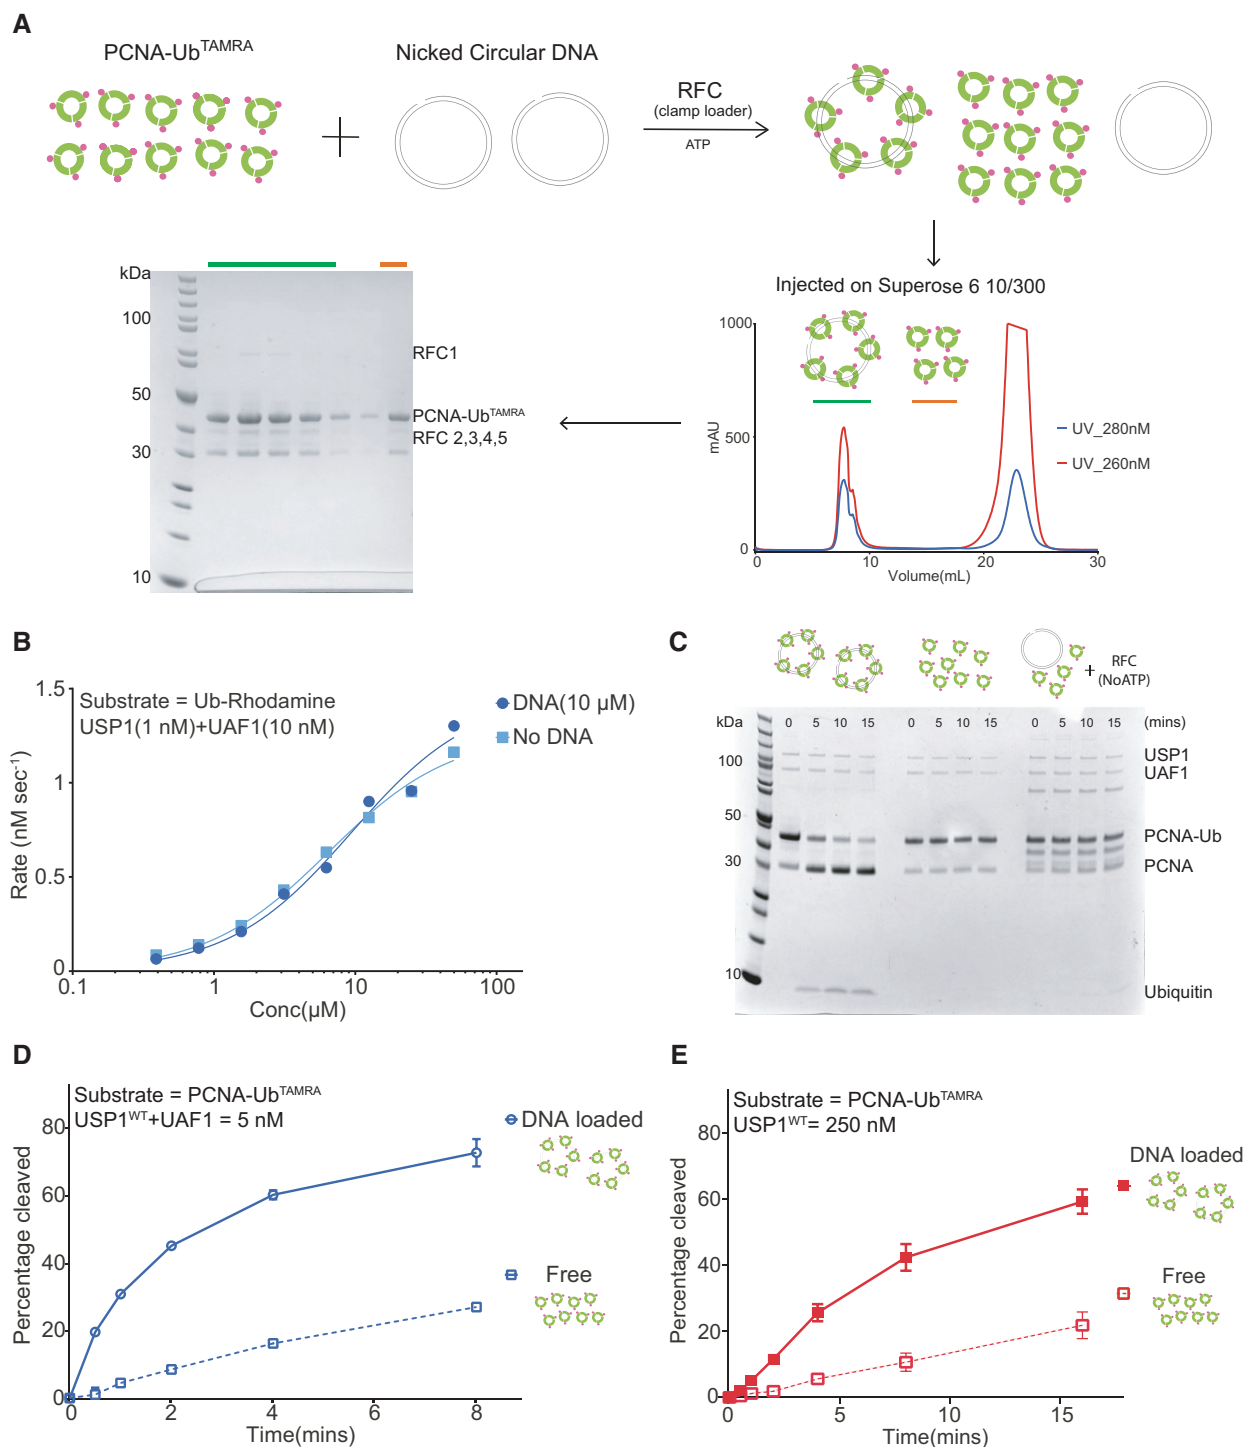 A
PCNA-Ub^TAMRA
Nicked Circular DNA
RFC
(clamp loader)
ATP
kDa
100
50
30
10
RFC1
PCNA-Ub^TAMRA
RFC 2,3,4,5
Injected on Superose 6 10/300
1000
500
0
mAU
0 10 20 30
Volume(mL)
UV_280nM
UV_260nM
B
Substrate = Ub-Rhodamine
USP1(1 nM)+UAF1(10 nM)
DNA(10 µM)
No DNA
1.5
1
0.5
0
Rate (nM sec⁻¹)
0.1 1 10 100
Conc(µM)
C
RFC
(NoATP)
kDa 0 5 10 15 0 5 10 15 0 5 10 15 (mins)
100
50
30
10
USP1
UAF1
PCNA-Ub
PCNA
Ubiquitin
D
Substrate = PCNA-Ub^TAMRA
USP1^WT+UAF1 = 5 nM
DNA loaded
Free
80
60
40
20
0
Percentage cleaved
0 2 4 6 8
Time(mins)
E
Substrate = PCNA-Ub^TAMRA
USP1^WT= 250 nM
DNA loaded
Free
80
60
40
20
0
Percentage cleaved
0 5 10 15
Time(mins)